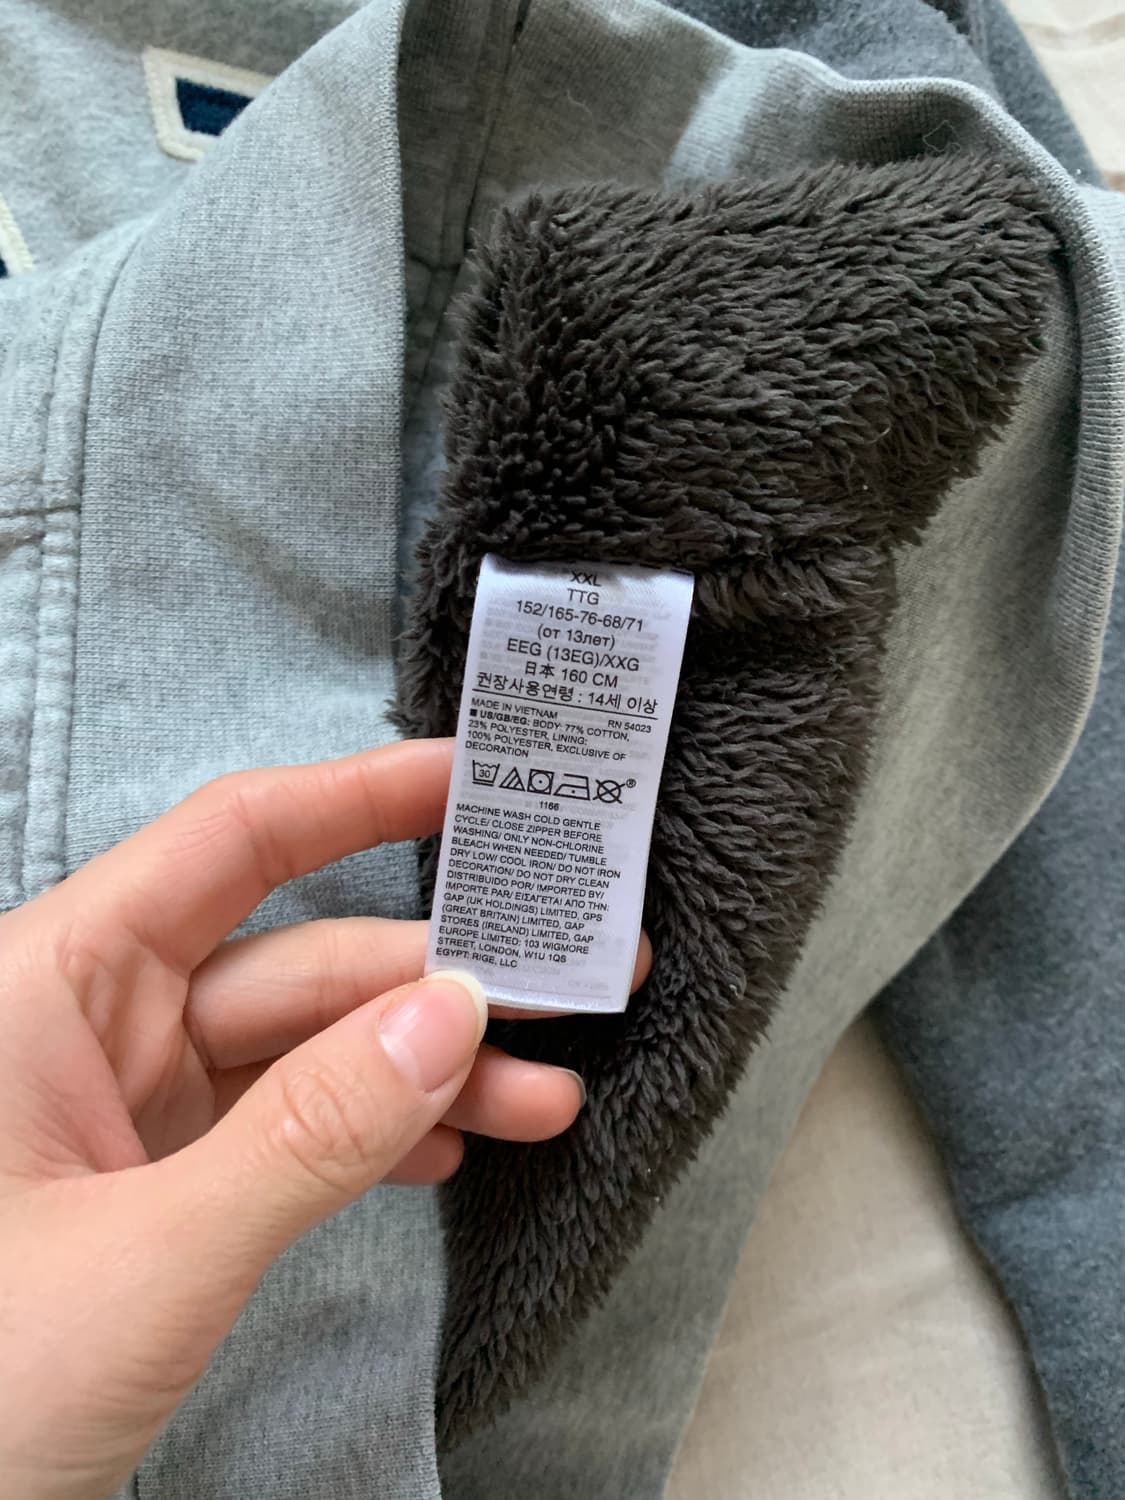 XXL
TTG
152/165-76-68/71
(от 13лет)
EEG (13EG)/XXG
日本 160 CM
권장사용연령 : 14세 이상
MADE IN VIETNAM RN 54023
■ US/GB/EG: BODY: 77% COTTON,
23% POLYESTER, LINING:
100% POLYESTER, EXCLUSIVE OF
DECORATION
30 ®
1166
MACHINE WASH COLD GENTLE
CYCLE/ CLOSE ZIPPER BEFORE
WASHING/ ONLY NON-CHLORINE
BLEACH WHEN NEEDED/ TUMBLE
DRY LOW/ COOL IRON/ DO NOT IRON
DECORATION/ DO NOT DRY CLEAN
DISTRIBUIDO POR/ IMPORTED BY/
IMPORTE PAR/ ΕΙΣΑΓΕΤΑΙ ΑΠΟ ΤΗΝ:
GAP (UK HOLDINGS) LIMITED, GPS
(GREAT BRITAIN) LIMITED, GAP
STORES (IRELAND) LIMITED, GAP
EUROPE LIMITED: 103 WIGMORE
STREET, LONDON, W1U 1QS
EGYPT: RIGE, LLC